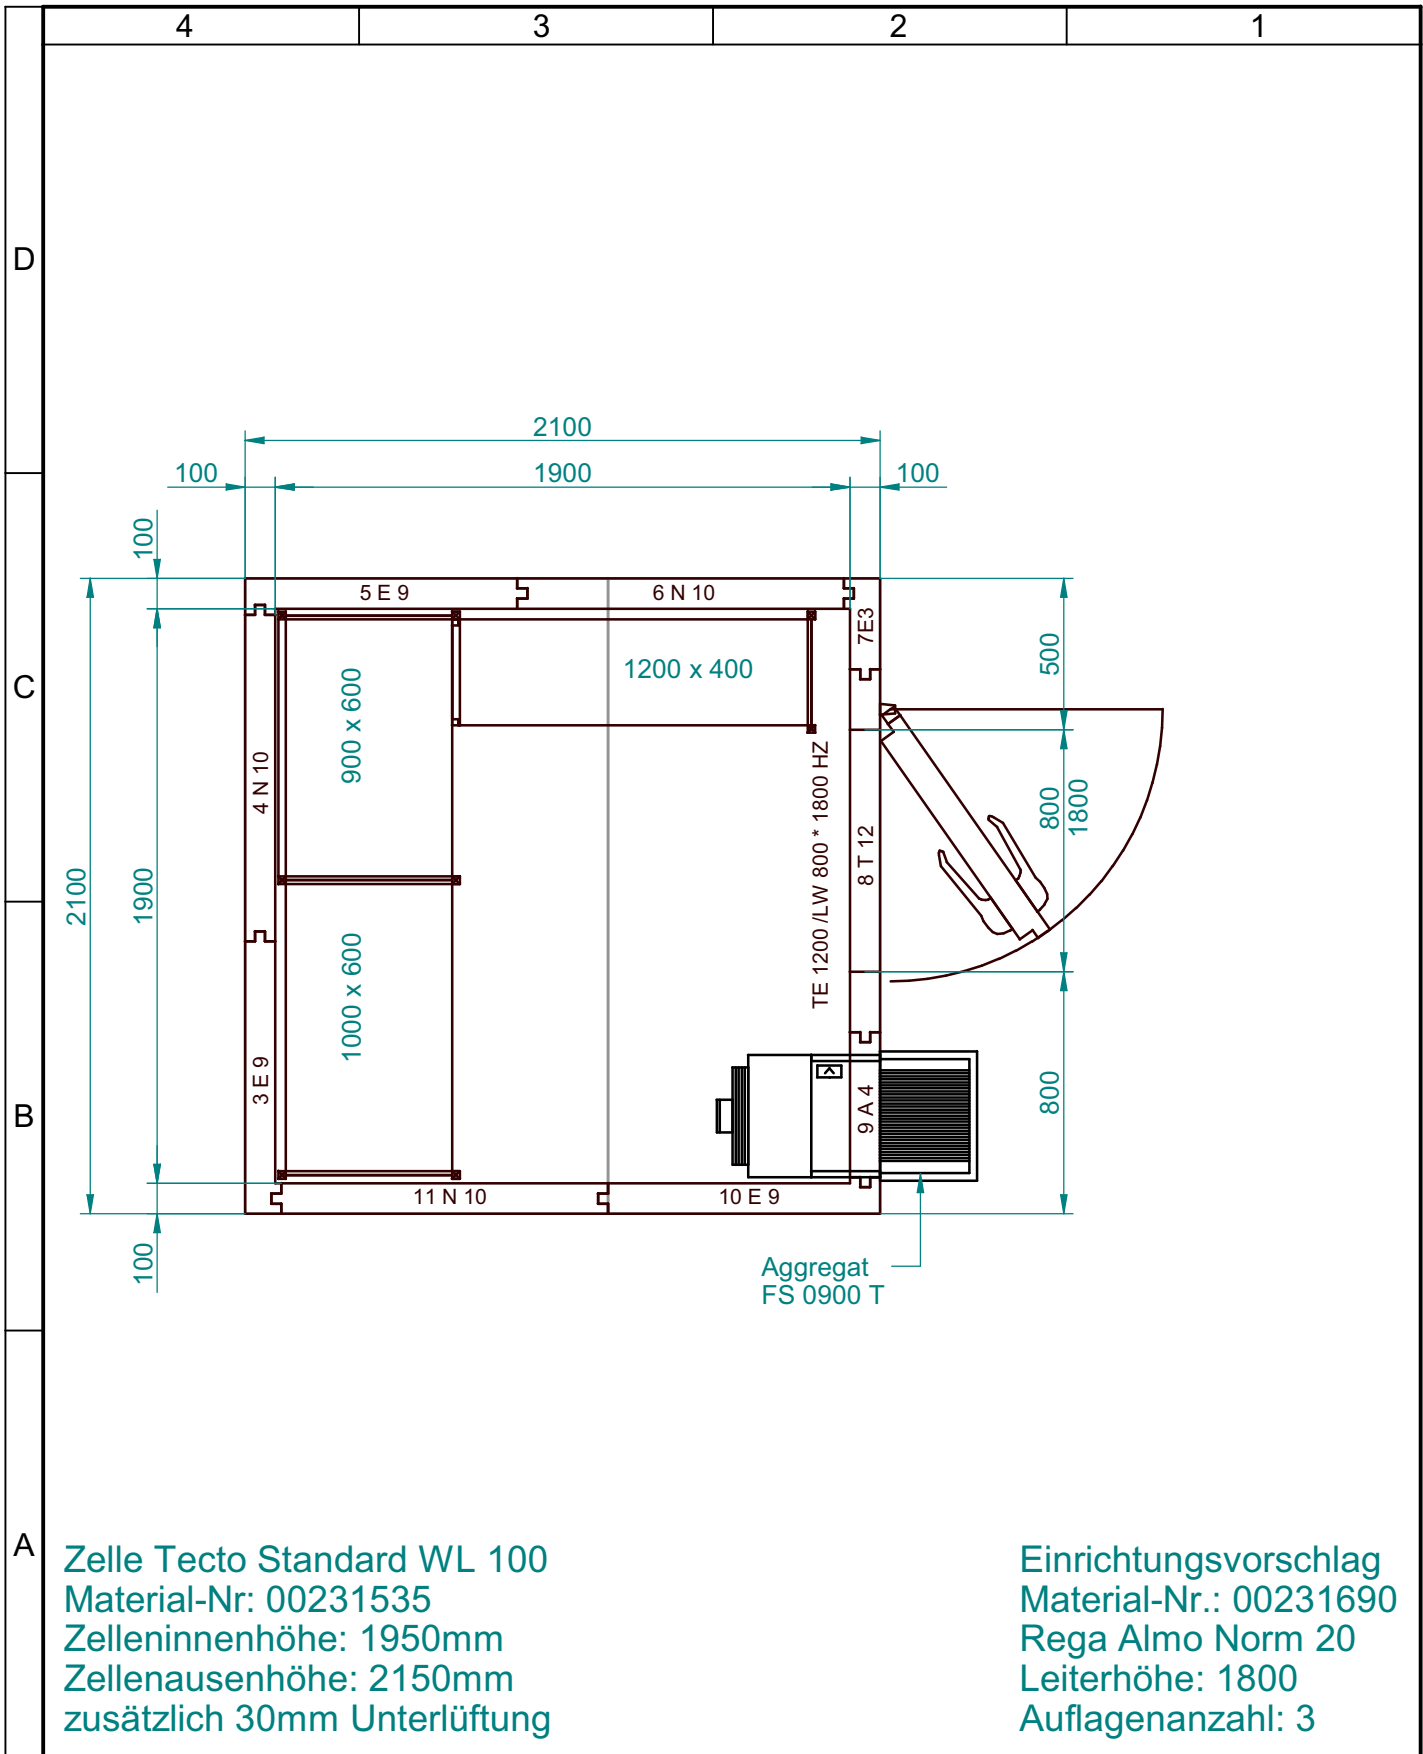 4 3 2 1
D
C
B
A
2100
100 1900 100
100
2100
1900
100
5 E 9
6 N 10
7E3
500
1200 x 400
900 x 600
4 N 10
TE 1200 /LW 800 * 1800 HZ
8 T 12
800
1800
1000 x 600
3 E 9
9 A 4
800
11 N 10
10 E 9
Aggregat
FS 0900 T
Zelle Tecto Standard WL 100
Material-Nr: 00231535
Zelleninnenhöhe: 1950mm
Zellenausenhöhe: 2150mm
zusätzlich 30mm Unterlüftung
Einrichtungsvorschlag
Material-Nr.: 00231690
Rega Almo Norm 20
Leiterhöhe: 1800
Auflagenanzahl: 3